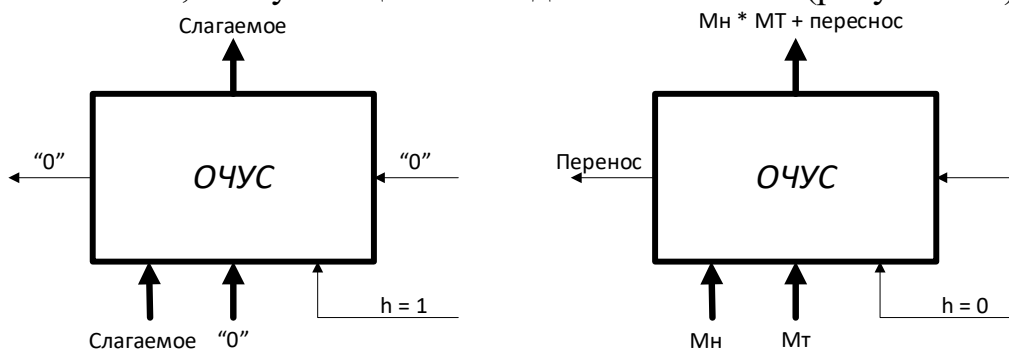 Слагаемое
"0"
ОЧУС
"0"
h = 1
Слагаемое "0"
Мн * МТ + переснос
Перенос
ОЧУС
h = 0
Мн Мт